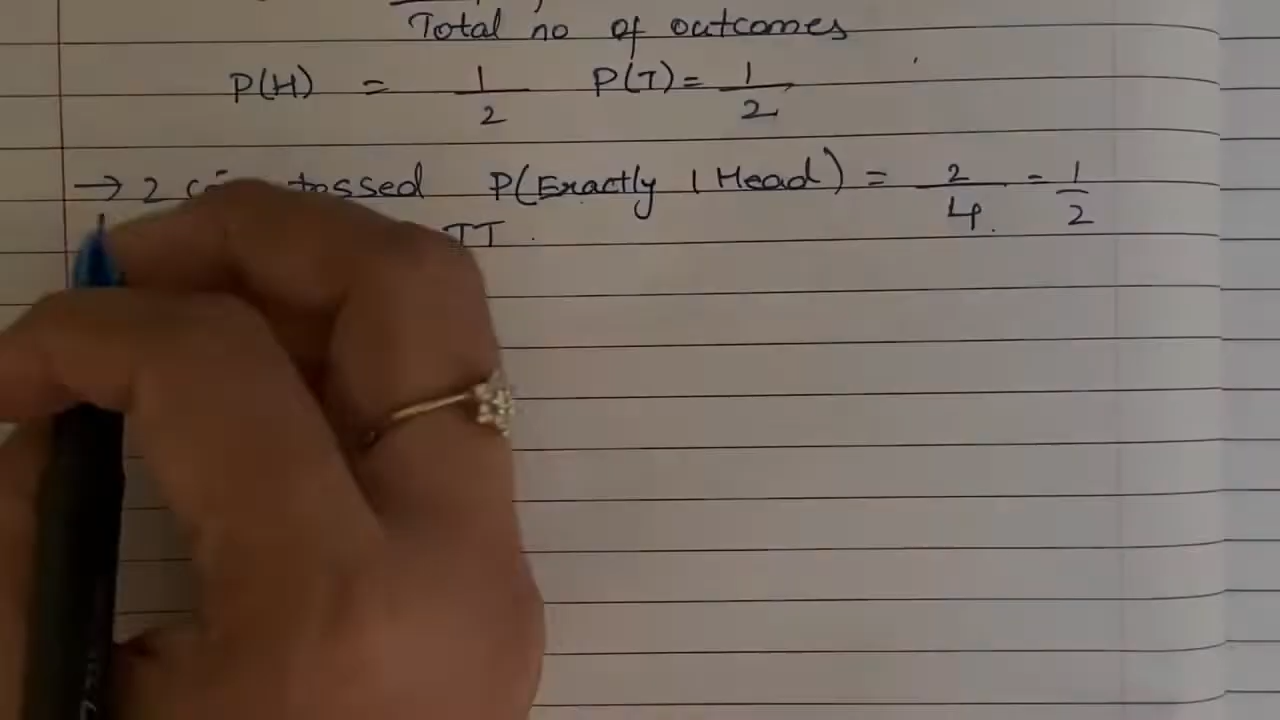 Total no of outcomes
P(H) = 1/2 P(T) = 1/2
→ 2 tossed P(Exactly 1 Head) = 2/4 = 1/2
TT